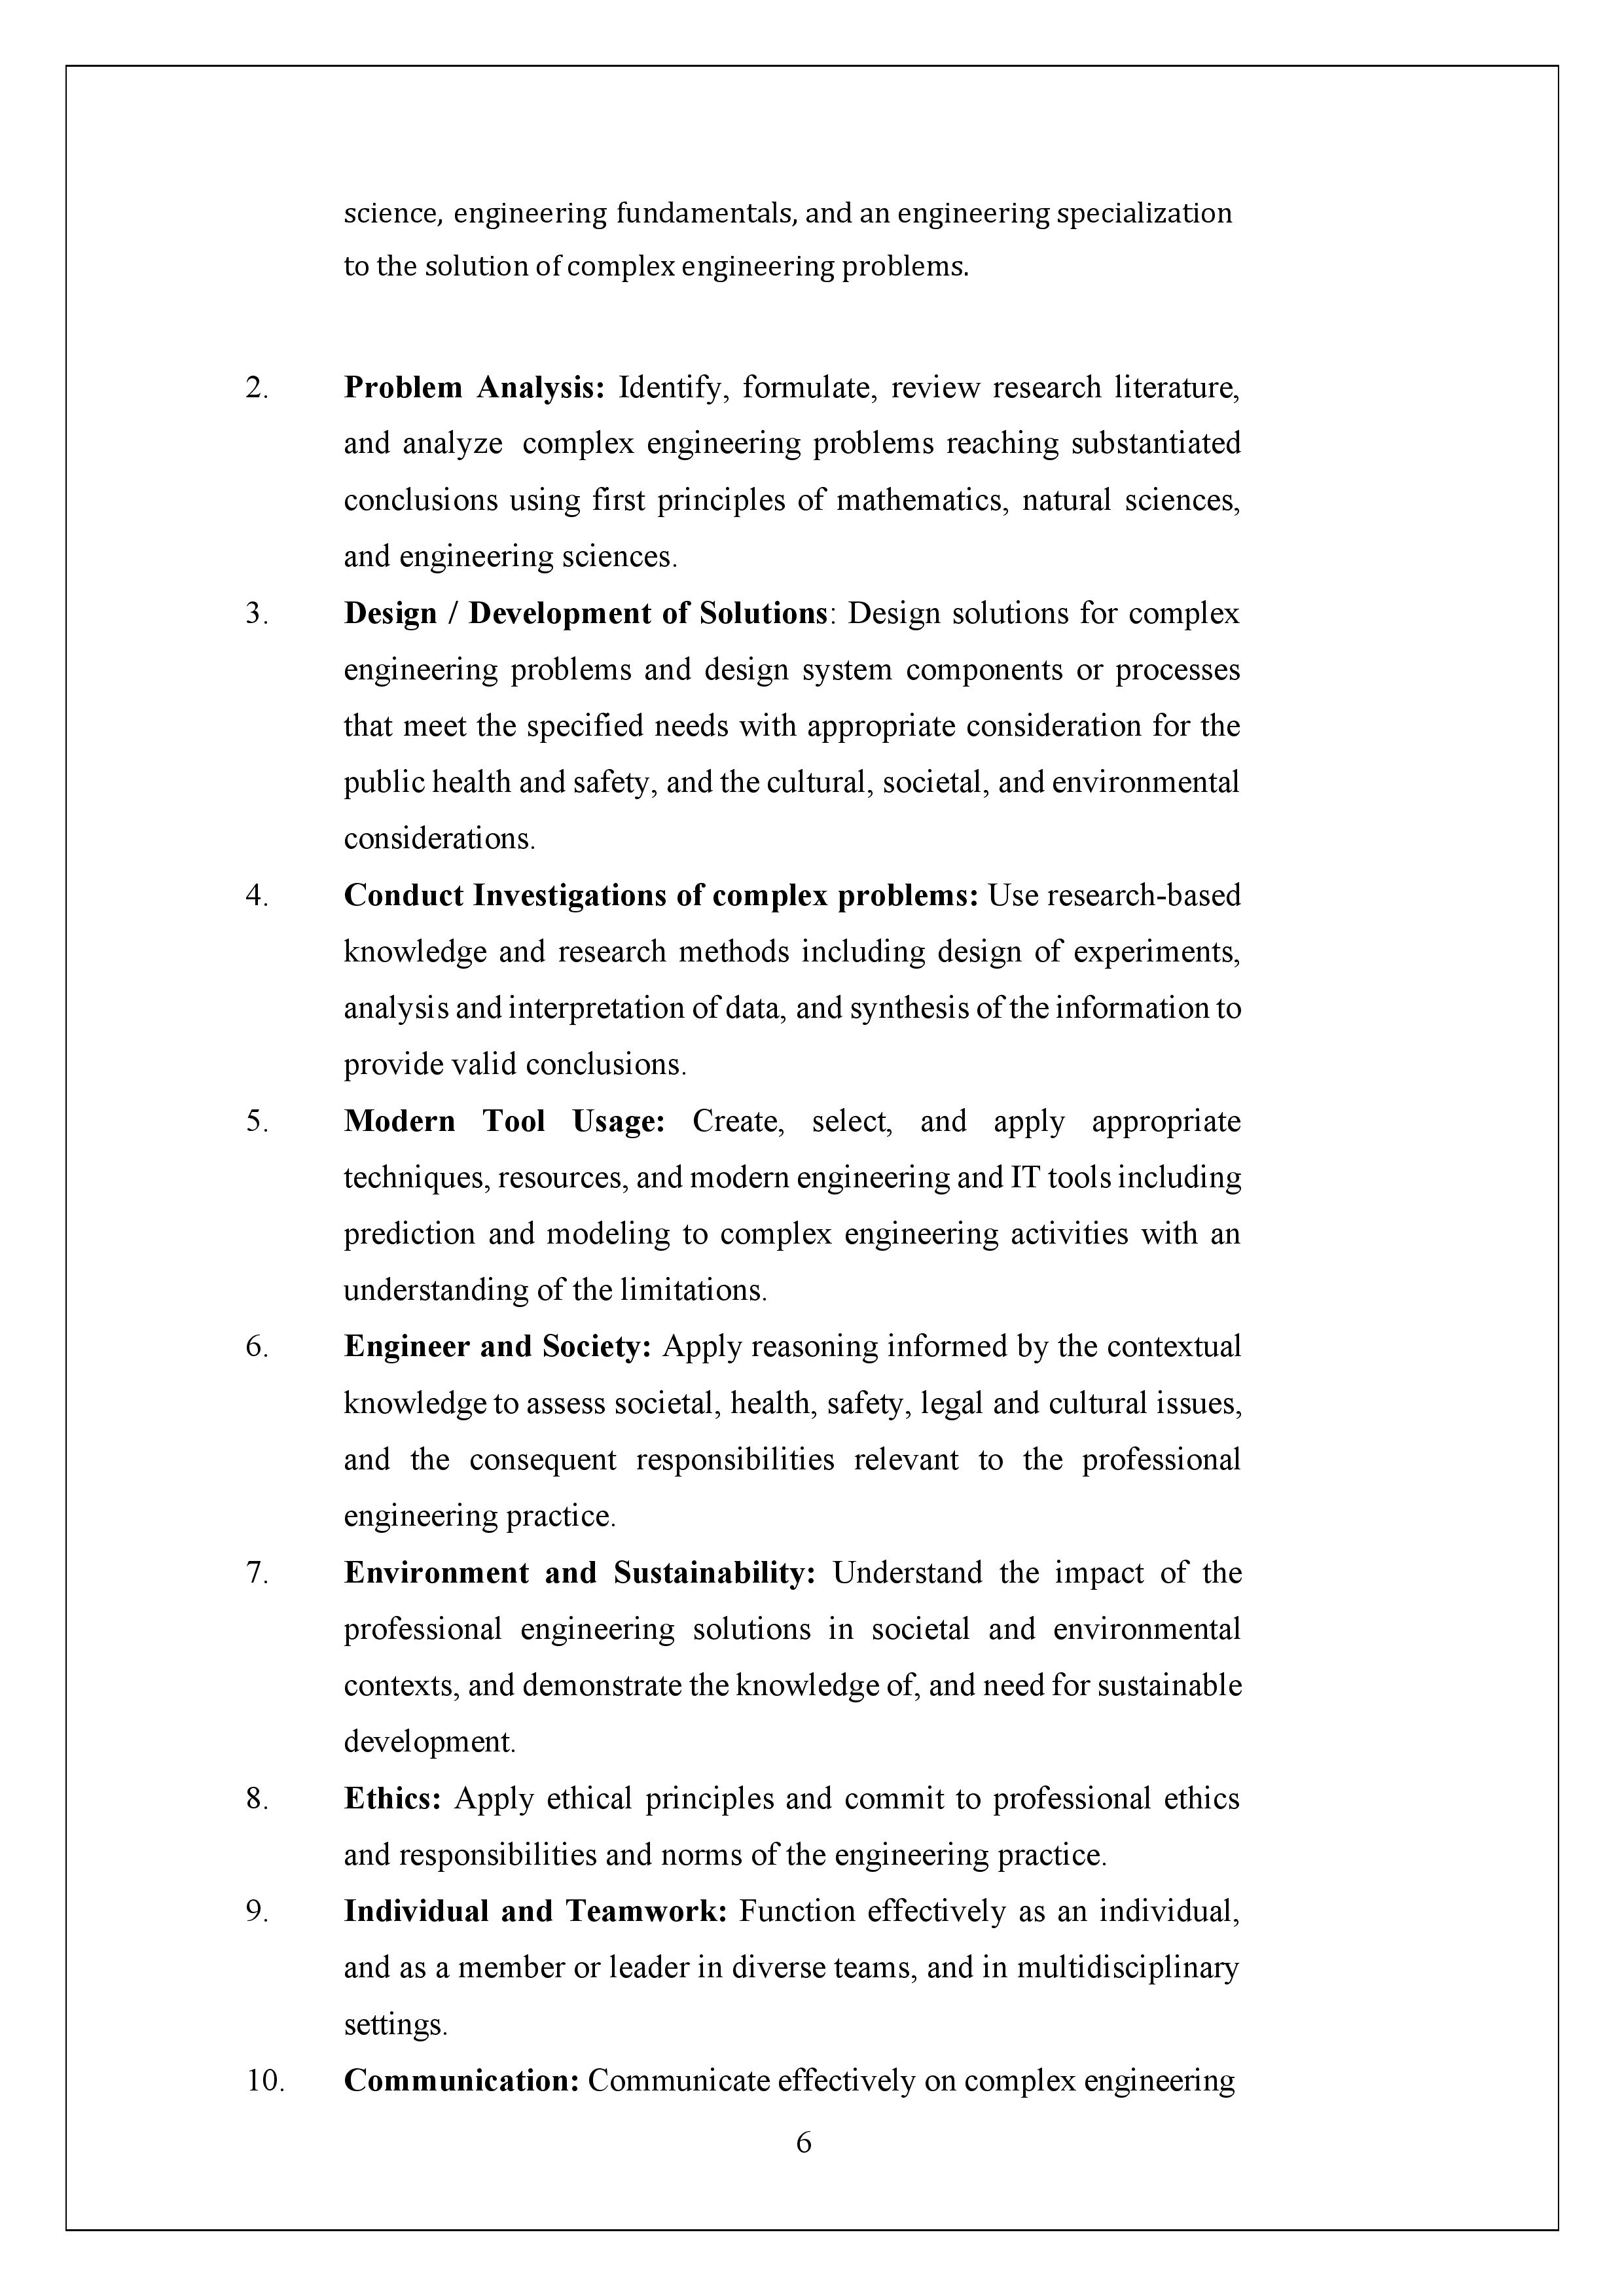 science, engineering fundamentals, and an engineering specialization
to the solution of complex engineering problems.
2. Problem Analysis: Identify, formulate, review research literature,
and analyze complex engineering problems reaching substantiated
conclusions using first principles of mathematics, natural sciences,
and engineering sciences.
3. Design / Development of Solutions: Design solutions for complex
engineering problems and design system components or processes
that meet the specified needs with appropriate consideration for the
public health and safety, and the cultural, societal, and environmental
considerations.
4. Conduct Investigations of complex problems: Use research-based
knowledge and research methods including design of experiments,
analysis and interpretation of data, and synthesis of the information to
provide valid conclusions.
5. Modern Tool Usage: Create, select, and apply appropriate
techniques, resources, and modern engineering and IT tools including
prediction and modeling to complex engineering activities with an
understanding of the limitations.
6. Engineer and Society: Apply reasoning informed by the contextual
knowledge to assess societal, health, safety, legal and cultural issues,
and the consequent responsibilities relevant to the professional
engineering practice.
7. Environment and Sustainability: Understand the impact of the
professional engineering solutions in societal and environmental
contexts, and demonstrate the knowledge of, and need for sustainable
development.
8. Ethics: Apply ethical principles and commit to professional ethics
and responsibilities and norms of the engineering practice.
9. Individual and Teamwork: Function effectively as an individual,
and as a member or leader in diverse teams, and in multidisciplinary
settings.
10. Communication: Communicate effectively on complex engineering
6